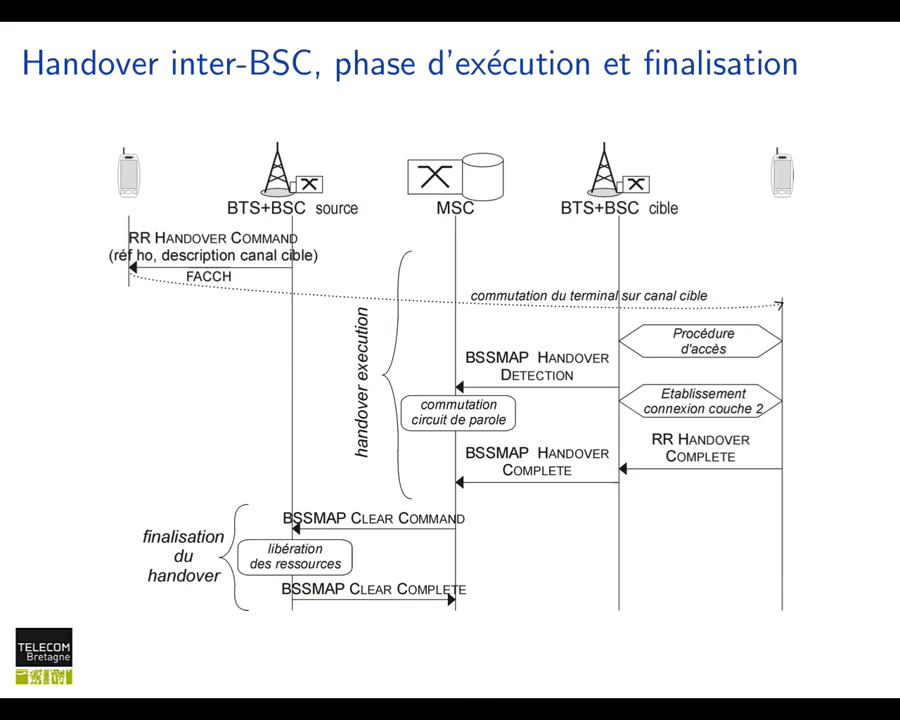 Handover inter-BSC, phase d'exécution et finalisation
BTS+BSC source
MSC
BTS+BSC cible
RR HANDOVER COMMAND
(réf ho, description canal cible)
FACCH
commutation du terminal sur canal cible
handover execution
Procédure
d'accès
BSSMAP HANDOVER
DETECTION
Etablissement
connexion couche 2
commutation
circuit de parole
RR HANDOVER
COMPLETE
BSSMAP HANDOVER
COMPLETE
BSSMAP CLEAR COMMAND
finalisation
du
handover
libération
des ressources
BSSMAP CLEAR COMPLETE
TELECOM
Bretagne